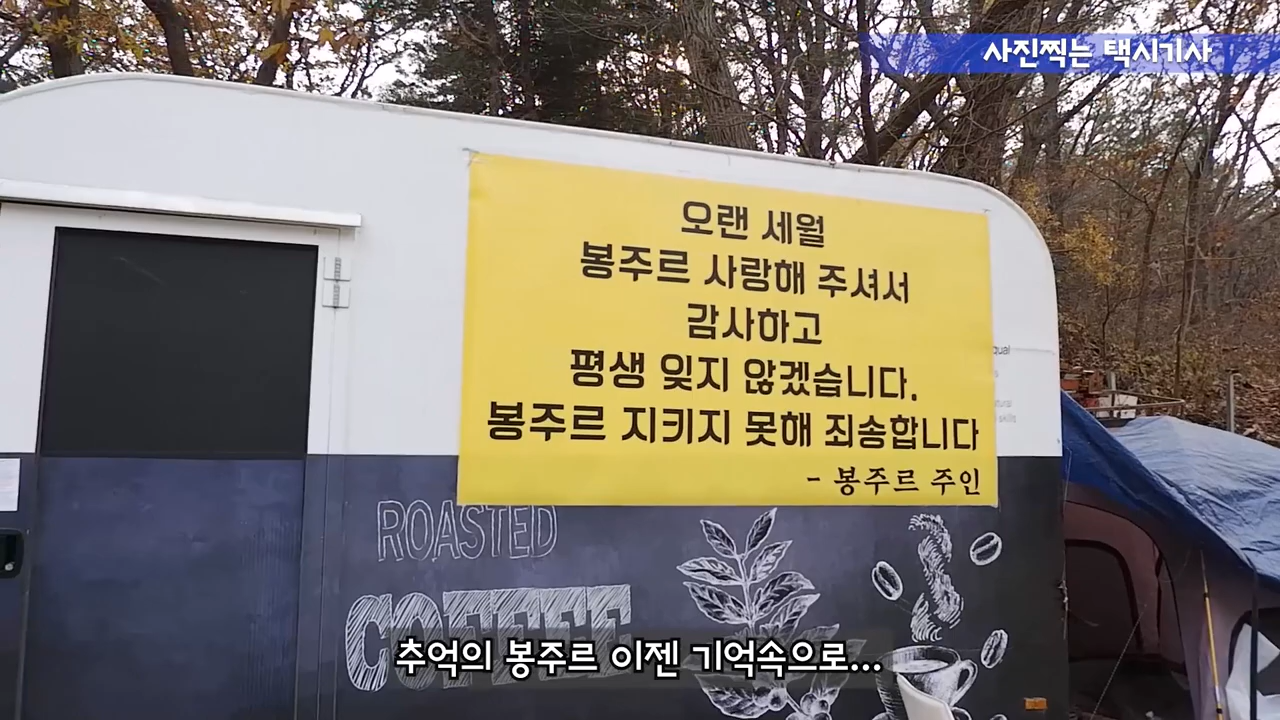 사진찍는 택시기사
오랜 세월
봉주르 사랑해 주셔서
감사하고
평생 잊지 않겠습니다.
봉주르 지키지 못해 죄송합니다
- 봉주르 주인
ROASTED
COFFEE
추억의 봉주르 이젠 기억속으로...